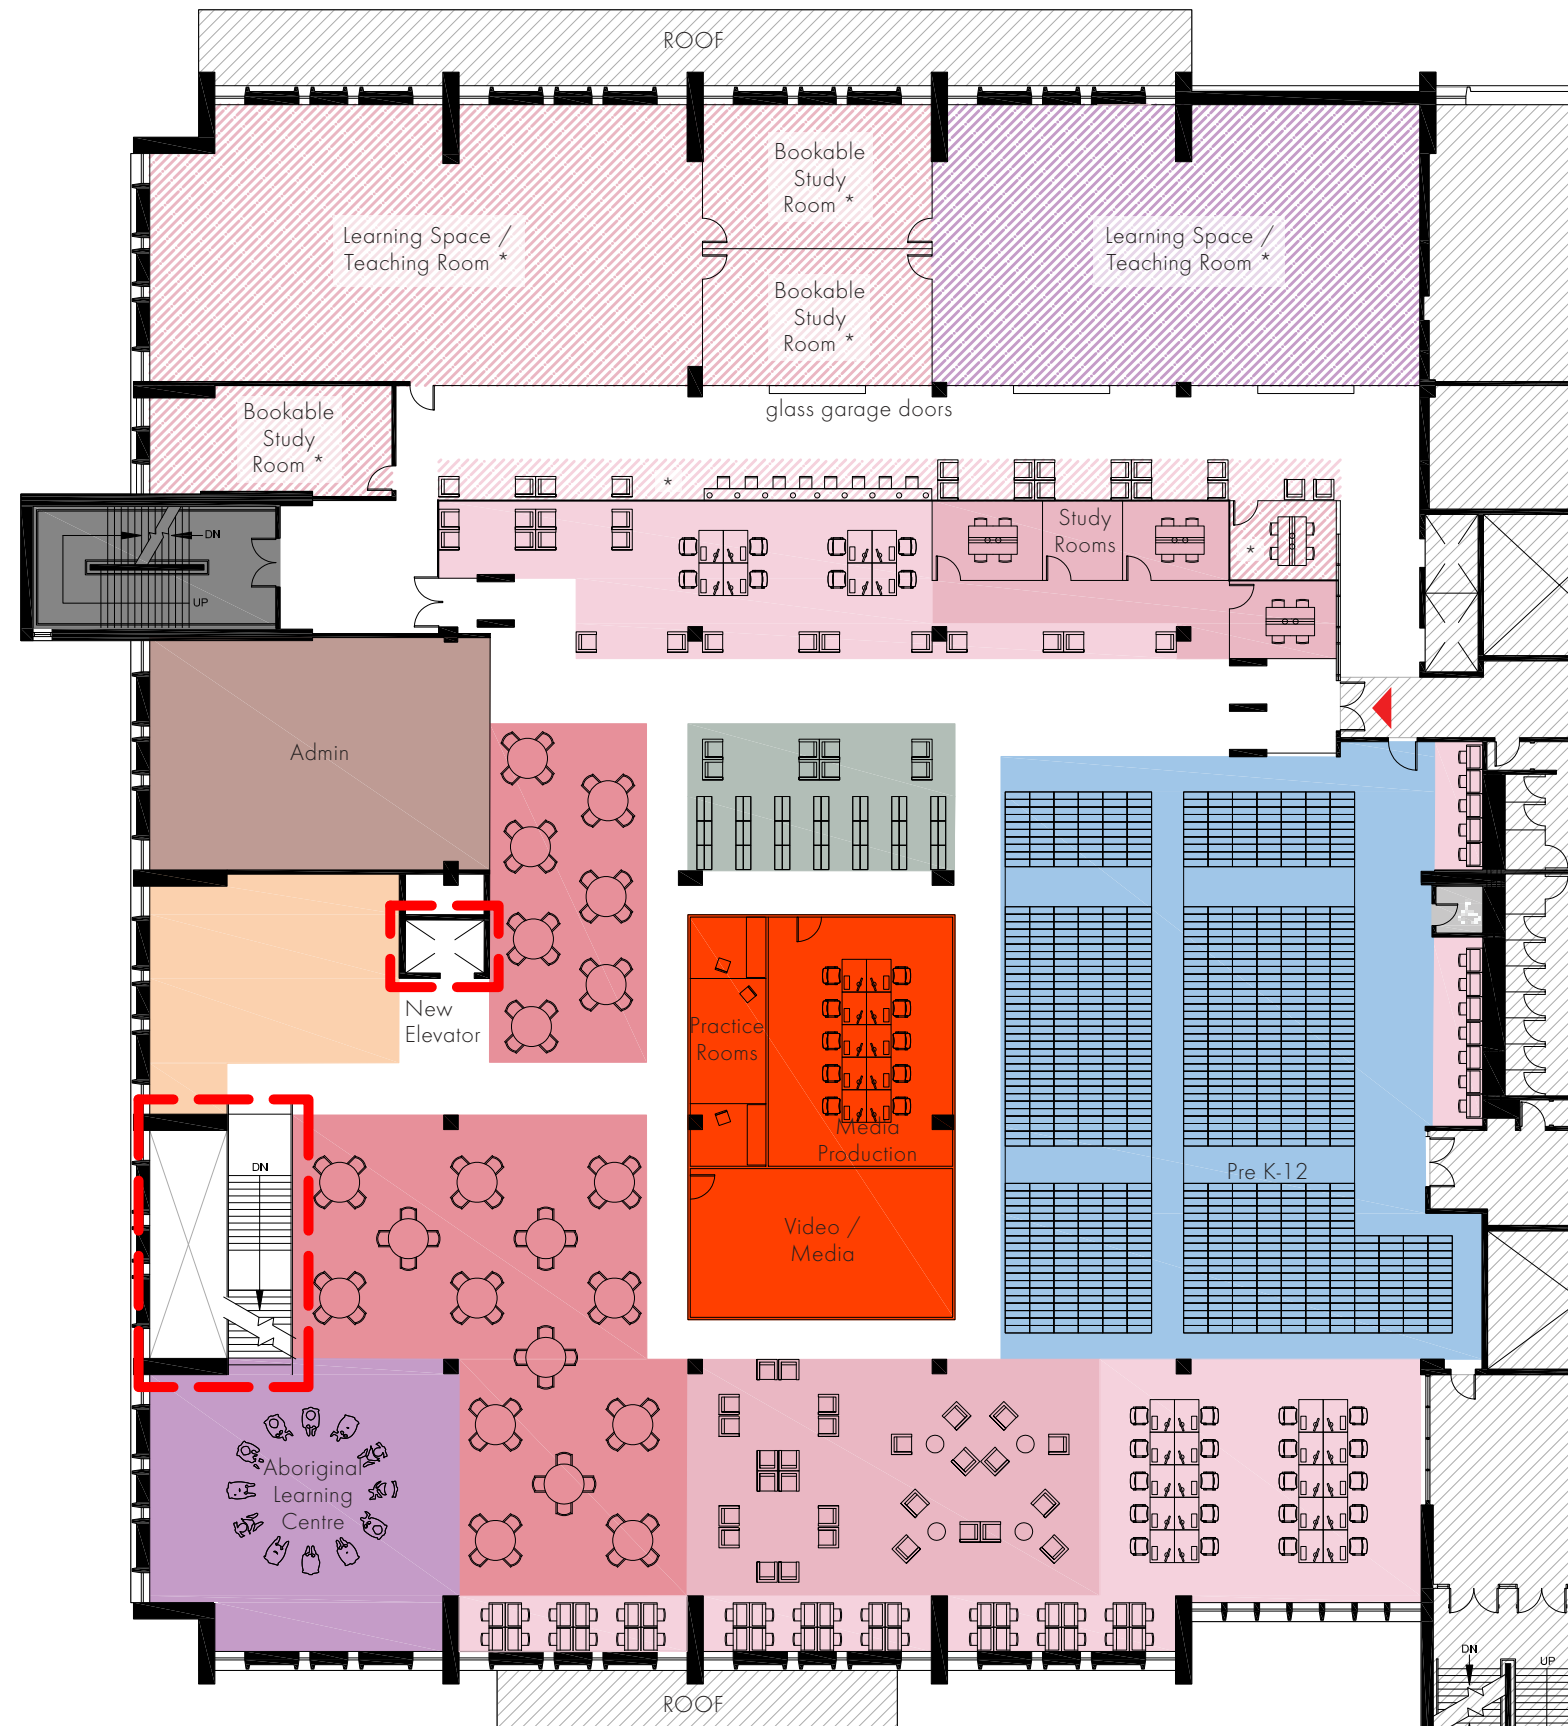 ROOF
Bookable
Study
Room *
Learning Space /
Teaching Room *
Learning Space /
Teaching Room *
Bookable
Study
Room *
glass garage doors
Bookable
Study
Room *
*
DN
UP
Study
Rooms
*
Admin
New
Elevator
Practice
Rooms
Media
Production
DN
Pre K-12
Video /
Media
Aboriginal
Learning
Centre
DN
UP
ROOF